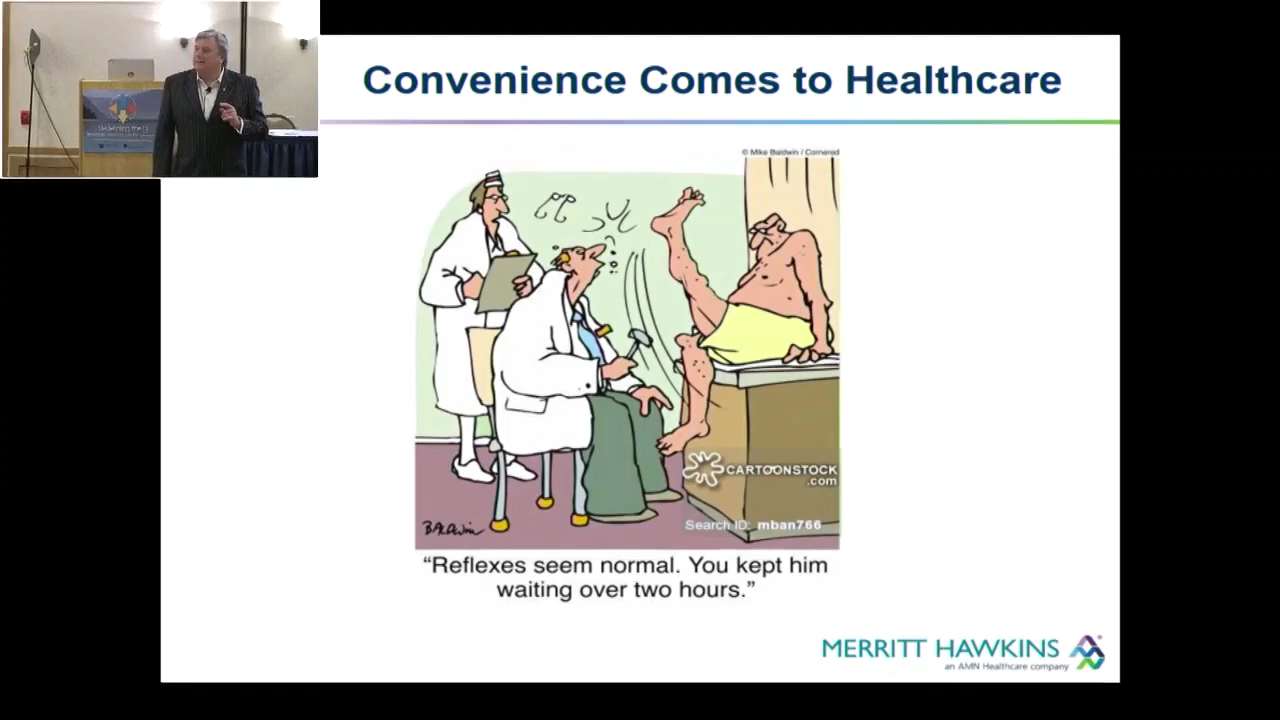 Convenience Comes to Healthcare
© Mike Baldwin / Cornered
CARTOONSTOCK
.com
Search ID: mban766
Baldwin
“Reflexes seem normal. You kept him
waiting over two hours.”
MERRITT HAWKINS
an AMN Healthcare company